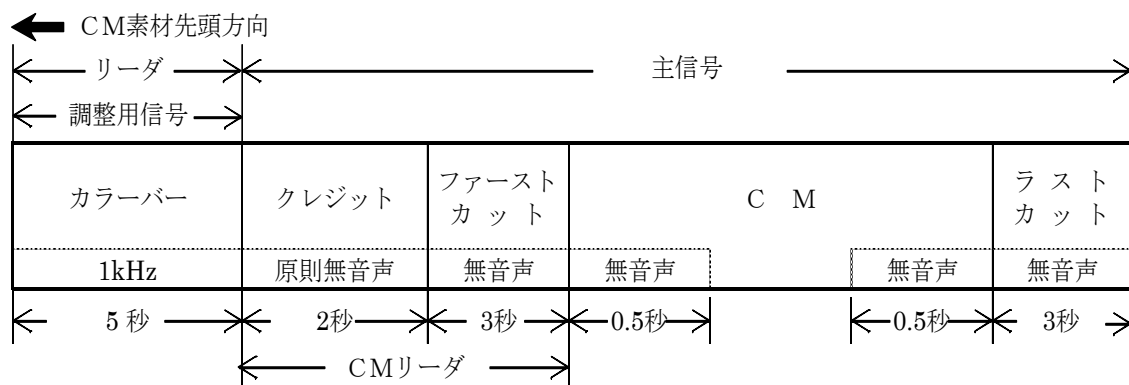 CM素材先頭方向
リーダ 主信号
調整用信号
カラーバー クレジット ファースト カット CM ラスト カット
1kHz 原則無音声 無音声 無音声 無音声 無音声
5秒 2秒 3秒 0.5秒 0.5秒 3秒
CMリーダ